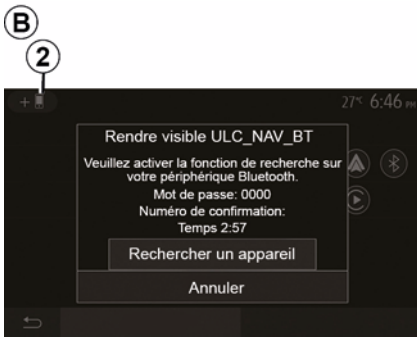 B
2
+
27°C 6:46 PM
Rendre visible ULC_NAV_BT
Veuillez activer la fonction de recherche sur
votre périphérique Bluetooth.
Mot de passe: 0000
Numéro de confirmation:
Temps 2:57
Rechercher un appareil
Annuler